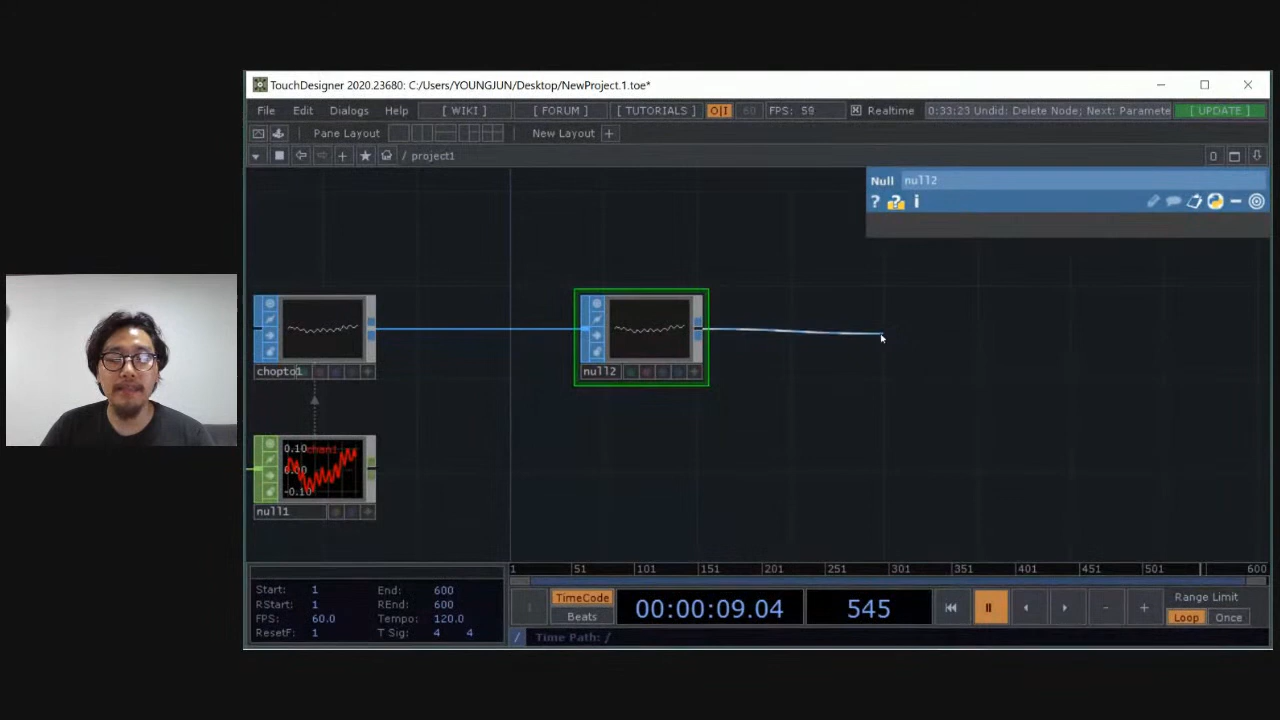 TouchDesigner 2020.23680: C:/Users/YOUNGJUN/Desktop/NewProject.1.toe*
File Edit Dialogs Help [ WIKI ] [ FORUM ] [ TUTORIALS ] O|I 60 FPS: 59 Realtime 0:33:23 Undid: Delete Node; Next: Paramete [ UPDATE ]
Pane Layout New Layout +
/ project1 0
Null null2
? ? i
chopto1
null2
0.10 chan1
0.00
-0.10
null1
1 51 101 151 201 251 301 351 401 451 501 600
Start: 1 End: 600
RStart: 1 REnd: 600
FPS: 60.0 Tempo: 120.0
ResetF: 1 T Sig: 4 4
TimeCode
Beats
00:00:09.04 545
- +
Range Limit
Loop Once
/ Time Path: /